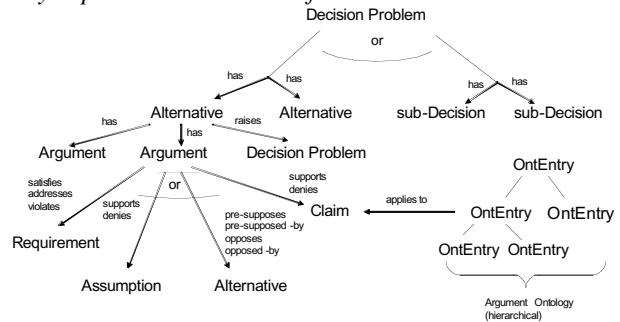 Decision Problem
or
has has
has has
Alternative Alternative sub-Decision sub-Decision
has has raises
Argument Argument Decision Problem
OntEntry
satisfies
addresses
violates
supports
denies
or
supports
denies
pre-supposes
pre-supposed -by
opposes
opposed -by
Claim applies to OntEntry OntEntry
Requirement
OntEntry OntEntry
Assumption Alternative
Argument Ontology
(hierarchical)